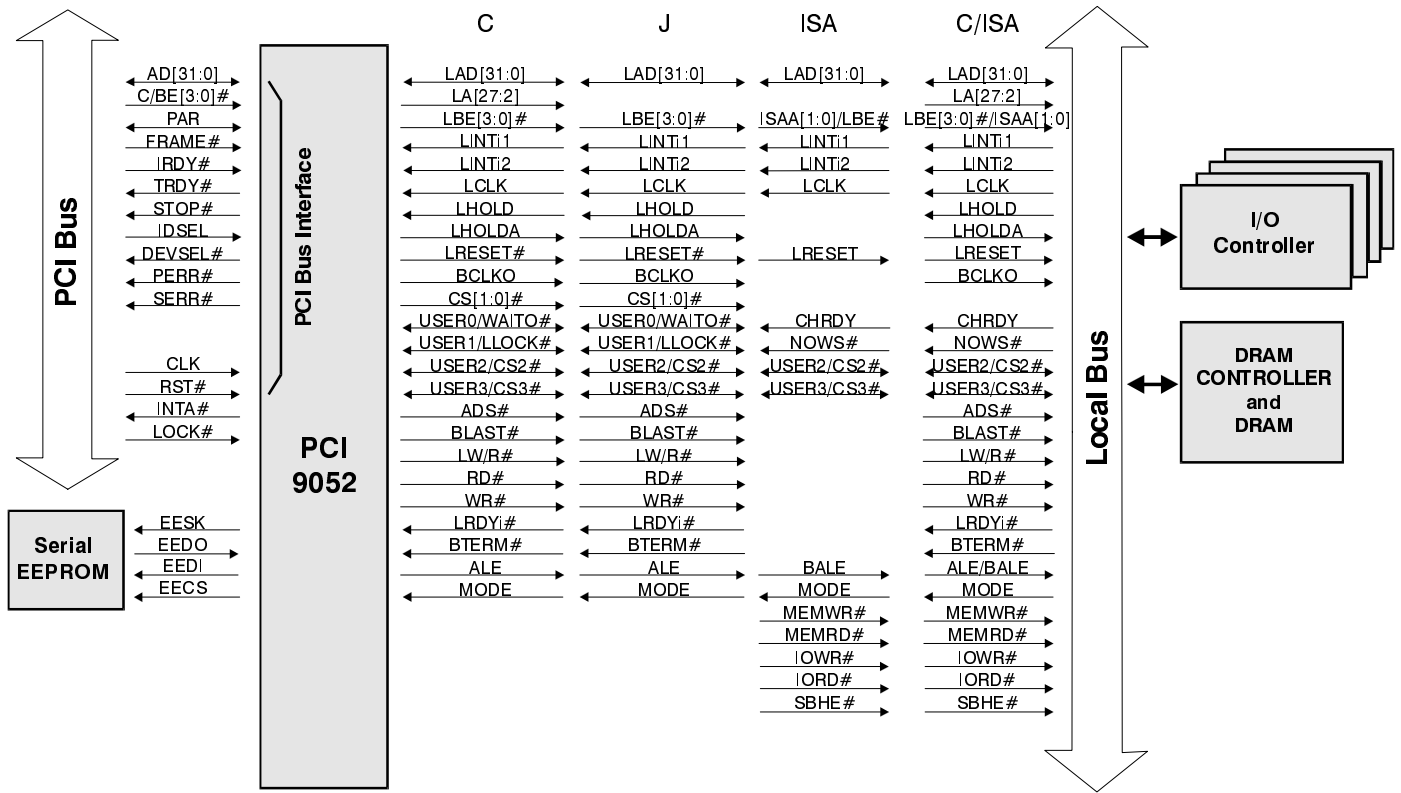 C J ISA C/ISA
AD[31:0] LAD[31:0] LAD[31:0] LAD[31:0] LAD[31:0]
C/BE[3:0]# LA[27:2] LA[27:2]
PAR LBE[3:0]# LBE[3:0]# ISAA[1:0]/LBE# LBE[3:0]#/ISAA[1:0]
FRAME# LINTi1 LINTi1 LINTi1 LINTi1
IRDY# LINTi2 LINTi2 LINTi2 LINTi2
TRDY# LCLK LCLK LCLK LCLK
STOP# LHOLD LHOLD LHOLD
IDSEL LHOLDA LHOLDA LHOLDA
DEVSEL# LRESET# LRESET# LRESET LRESET
PERR# BCLKO BCLKO BCLKO
SERR# CS[1:0]# CS[1:0]#
USER0/WAITO# USER0/WAITO# CHRDY CHRDY
USER1/LLOCK# USER1/LLOCK# NOWS# NOWS#
CLK USER2/CS2# USER2/CS2# USER2/CS2# USER2/CS2#
RST# USER3/CS3# USER3/CS3# USER3/CS3# USER3/CS3#
INTA# ADS# ADS# ADS#
LOCK# BLAST# BLAST# BLAST#
LW/R# LW/R# LW/R#
RD# RD# RD#
WR# WR# WR#
EESK LRDYi# LRDYi# LRDYi#
EEDO BTERM# BTERM# BTERM#
EEDI ALE ALE BALE ALE/BALE
EECS MODE MODE MODE MODE
MEMWR# MEMWR#
MEMRD# MEMRD#
IOWR# IOWR#
IORD# IORD#
SBHE# SBHE#
PCI Bus
PCI Bus Interface
PCI
9052
Serial
EEPROM
Local Bus
I/O
Controller
DRAM
CONTROLLER
and
DRAM